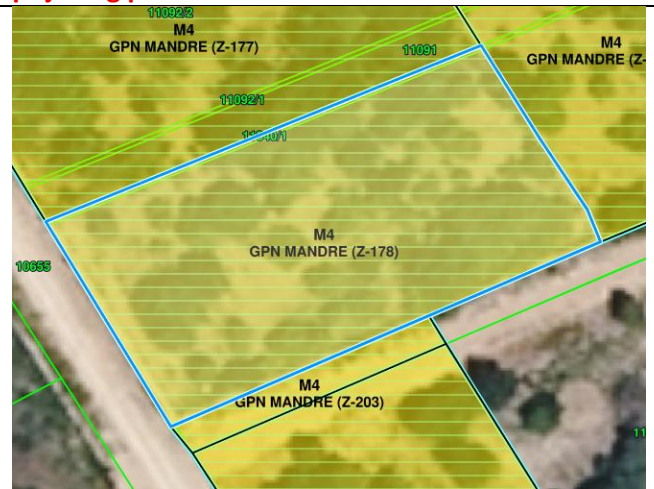 11092/2
M4
GPN MANDRE (Z-177)
11091
M4
GPN MANDRE (Z-
11092/1
M4
GPN MANDRE (Z-178)
10655
M4
GPN MANDRE (Z-203)
11